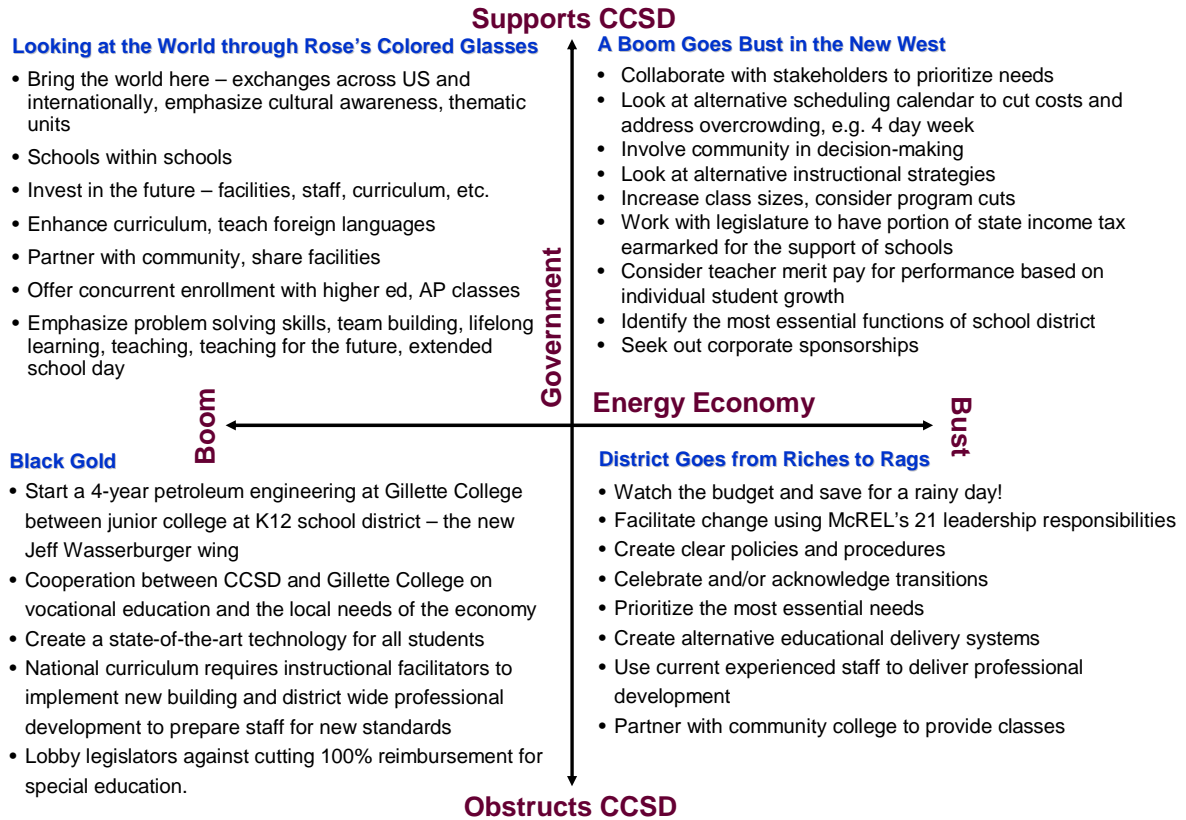 Supports CCSD
Looking at the World through Rose's Colored Glasses
• Bring the world here – exchanges across US and
internationally, emphasize cultural awareness, thematic
units
• Schools within schools
• Invest in the future – facilities, staff, curriculum, etc.
• Enhance curriculum, teach foreign languages
• Partner with community, share facilities
• Offer concurrent enrollment with higher ed, AP classes
• Emphasize problem solving skills, team building, lifelong
learning, teaching, teaching for the future, extended
school day
A Boom Goes Bust in the New West
• Collaborate with stakeholders to prioritize needs
• Look at alternative scheduling calendar to cut costs and
address overcrowding, e.g. 4 day week
• Involve community in decision-making
• Look at alternative instructional strategies
• Increase class sizes, consider program cuts
• Work with legislature to have portion of state income tax
earmarked for the support of schools
• Consider teacher merit pay for performance based on
individual student growth
• Identify the most essential functions of school district
• Seek out corporate sponsorships
Government
Energy Economy
Boom
Bust
Black Gold
• Start a 4-year petroleum engineering at Gillette College
between junior college at K12 school district – the new
Jeff Wasserburger wing
• Cooperation between CCSD and Gillette College on
vocational education and the local needs of the economy
• Create a state-of-the-art technology for all students
• National curriculum requires instructional facilitators to
implement new building and district wide professional
development to prepare staff for new standards
• Lobby legislators against cutting 100% reimbursement for
special education.
District Goes from Riches to Rags
• Watch the budget and save for a rainy day!
• Facilitate change using McREL's 21 leadership responsibilities
• Create clear policies and procedures
• Celebrate and/or acknowledge transitions
• Prioritize the most essential needs
• Create alternative educational delivery systems
• Use current experienced staff to deliver professional
development
• Partner with community college to provide classes
Obstructs CCSD